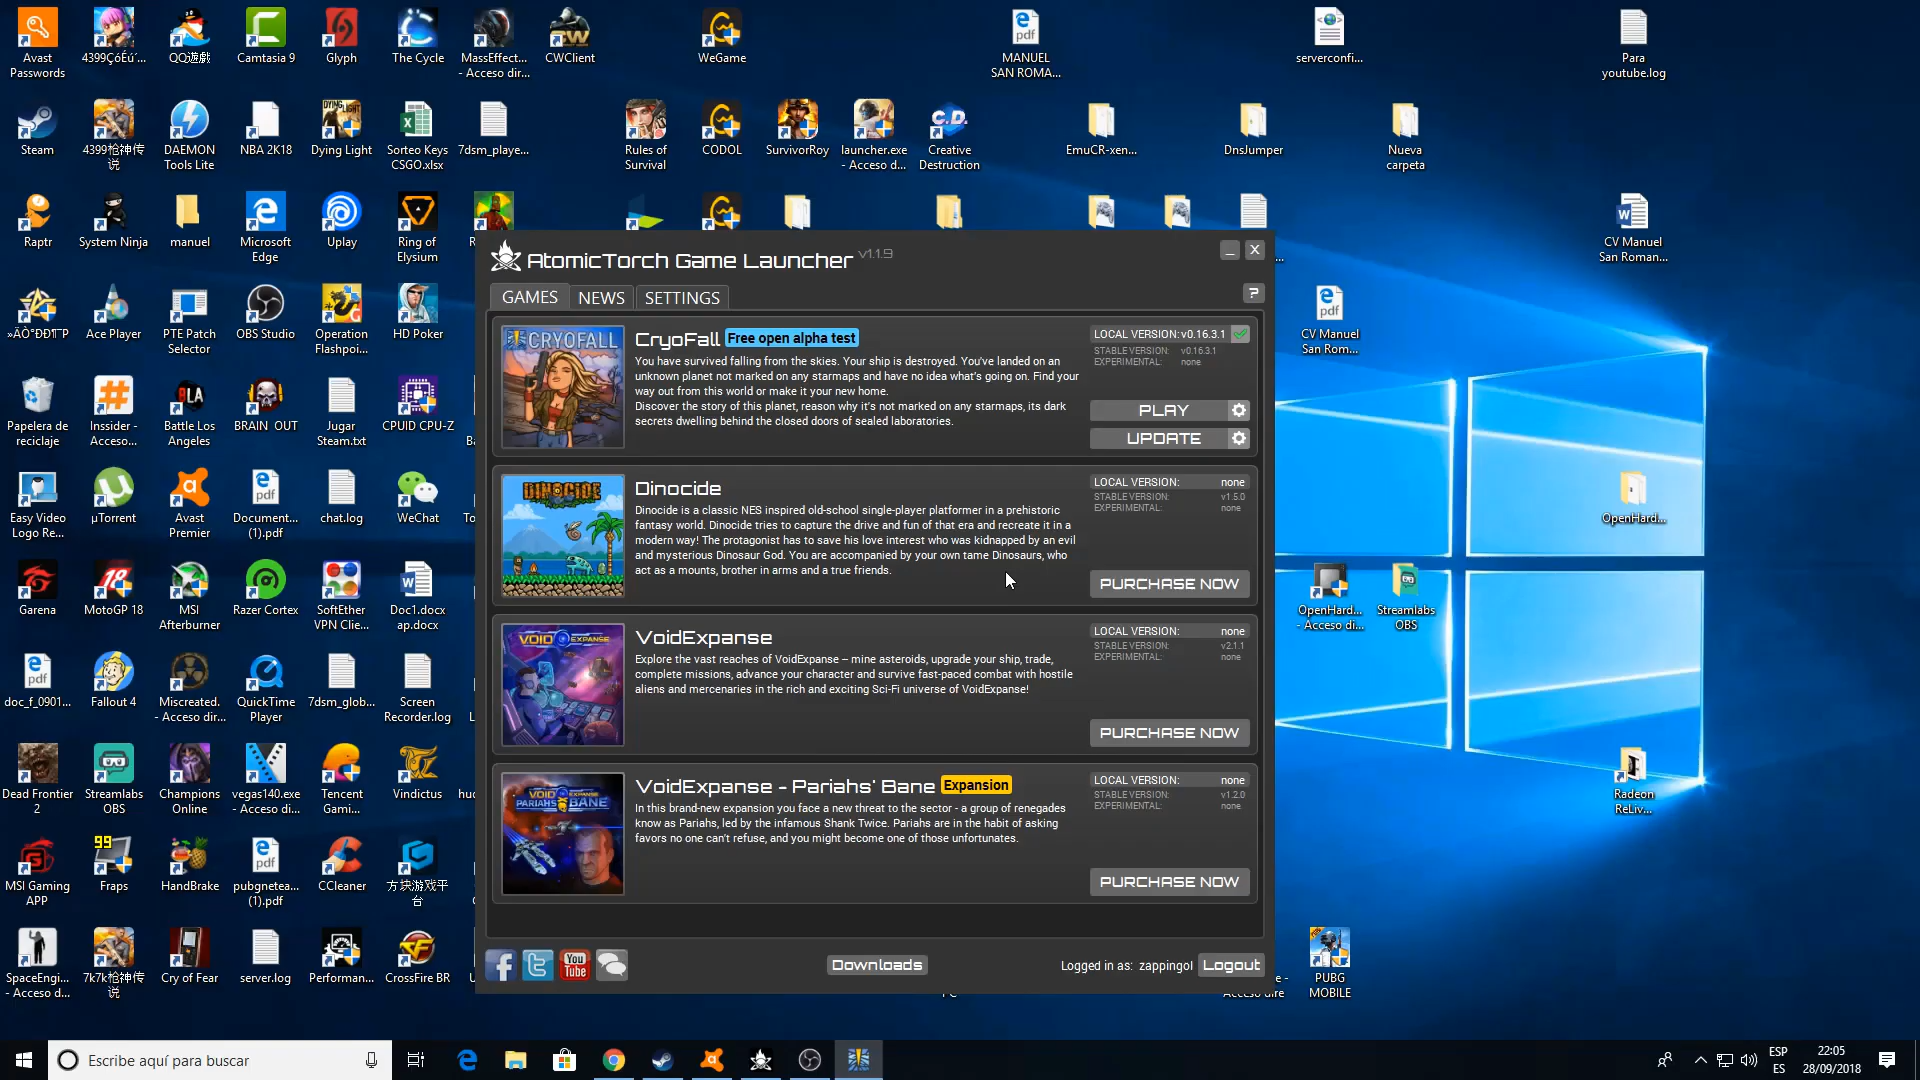 Avast
Passwords
4399ÇóÉú´...
QQ遊戲
Camtasia 9
Glyph
The Cycle
MassEffect...
- Acceso dir...
CWClient
WeGame
MANUEL
SAN ROMA...
serverconfi...
Para
youtube.log
Steam
4399枪神传
说
DAEMON
Tools Lite
NBA 2K18
Dying Light
Sorteo Keys
CSGO.xlsx
7dsm_playe...
Rules of
Survival
CODOL
SurvivorRoy
launcher.exe
- Acceso d...
Creative
Destruction
EmuCR-xen...
DnsJumper
Nueva
carpeta
Raptr
System Ninja
manuel
Microsoft
Edge
Uplay
Ring of
Elysium
CV Manuel
San Roman...
AtomicTorch Game Launcher v1.1.9
GAMES
NEWS
SETTINGS
?
CRYOFALL
CryoFall Free open alpha test
You have survived falling from the skies. Your ship is destroyed. You've landed on an
unknown planet not marked on any starmaps and have no idea what's going on. Find your
way out from this world or make it your new home.
Discover the story of this planet, reason why it's not marked on any starmaps, its dark
secrets dwelling behind the closed doors of sealed laboratories.
LOCAL VERSION: v0.16.3.1
STABLE VERSION: v0.16.3.1
EXPERIMENTAL: none
PLAY
UPDATE
DINOCIDE
Dinocide
Dinocide is a classic NES inspired old-school single-player platformer in a prehistoric
fantasy world. Dinocide tries to capture the drive and fun of that era and recreate it in a
modern way! The protagonist has to save his love interest who was kidnapped by an evil
and mysterious Dinosaur God. You are accompanied by your own tame Dinosaurs, who
act as a mounts, brother in arms and a true friends.
LOCAL VERSION: none
STABLE VERSION: v1.5.0
EXPERIMENTAL: none
PURCHASE NOW
VOID EXPANSE
VoidExpanse
Explore the vast reaches of VoidExpanse – mine asteroids, upgrade your ship, trade,
complete missions, advance your character and survive fast-paced combat with hostile
aliens and mercenaries in the rich and exciting Sci-Fi universe of VoidExpanse!
LOCAL VERSION: none
STABLE VERSION: v2.1.1
EXPERIMENTAL: none
PURCHASE NOW
PARIAHS' BANE
VoidExpanse - Pariahs' Bane Expansion
In this brand-new expansion you face a new threat to the sector - a group of renegades
know as Pariahs, led by the infamous Shank Twice. Pariahs are in the habit of asking
favors no one can't refuse, and you might become one of those unfortunates.
LOCAL VERSION: none
STABLE VERSION: v1.2.0
EXPERIMENTAL: none
PURCHASE NOW
You
Tube
Downloads
Logged in as: zappingol
Logout
Ace Player
PTE Patch
Selector
OBS Studio
Operation
Flashpoi...
HD Poker
CV Manuel
San Rom...
Papelera de
reciclaje
Inssider -
Acceso...
Battle Los
Angeles
BRAIN OUT
Jugar
Steam.txt
CPUID CPU-Z
Easy Video
Logo Re...
µTorrent
Avast
Premier
Document...
(1).pdf
chat.log
WeChat
OpenHard...
Garena
MotoGP 18
MSI
Afterburner
Razer Cortex
SoftEther
VPN Clie...
Doc1.docx
ap.docx
OpenHard...
- Acceso di...
Streamlabs
OBS
doc_f_0901...
Fallout 4
Miscreated.
- Acceso dir...
QuickTime
Player
7dsm_glob...
Screen
Recorder.log
Dead Frontier
2
Streamlabs
OBS
Champions
Online
vegas140.exe
- Acceso di...
Tencent
Gami...
Vindictus
Radeon
ReLiv...
MSI Gaming
APP
99
Fraps
HandBrake
pubgnetea...
(1).pdf
CCleaner
方块游戏平
台
SpaceEngi...
- Acceso d...
7k7k枪神传
说
Cry of Fear
server.log
Performan...
CrossFire BR
PUBG
MOBILE
Escribe aquí para buscar
ESP
ES
22:05
28/09/2018